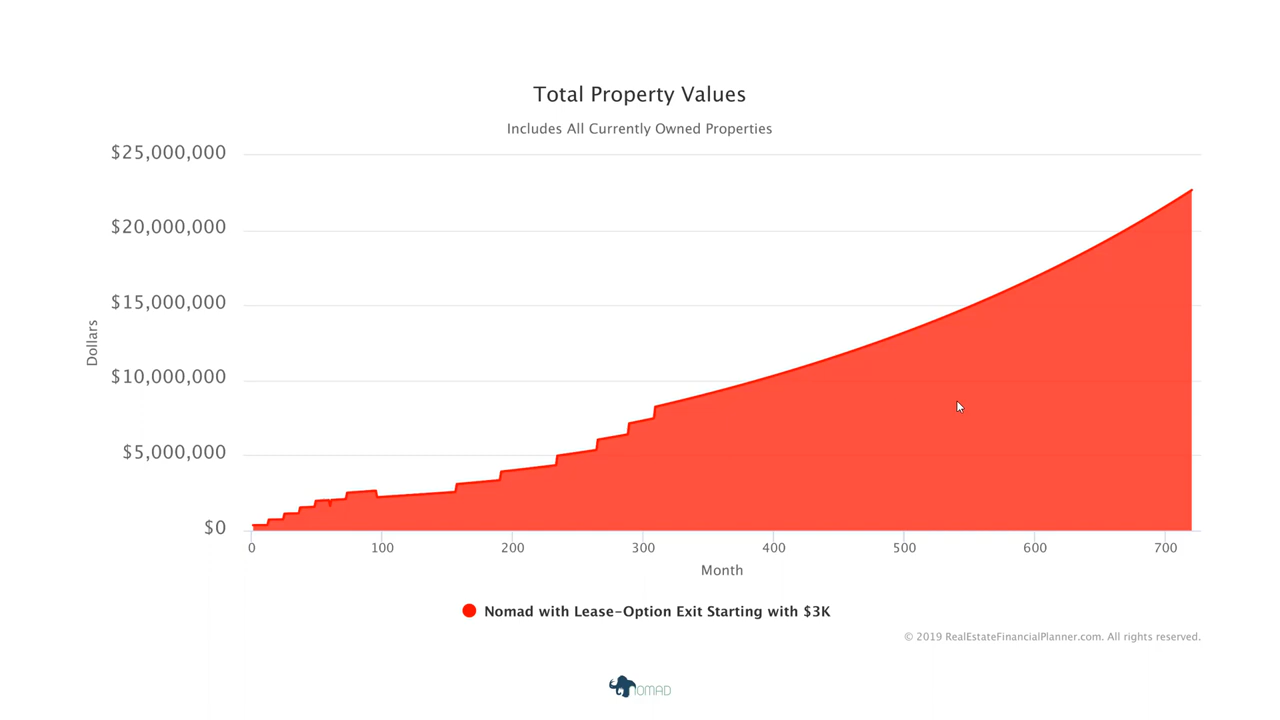 Total Property Values
Includes All Currently Owned Properties
$25,000,000
$20,000,000
$15,000,000
$10,000,000
$5,000,000
$0
Dollars
0 100 200 300 400 500 600 700
Month
Nomad with Lease-Option Exit Starting with $3K
© 2019 RealEstateFinancialPlanner.com. All rights reserved.
NOMAD